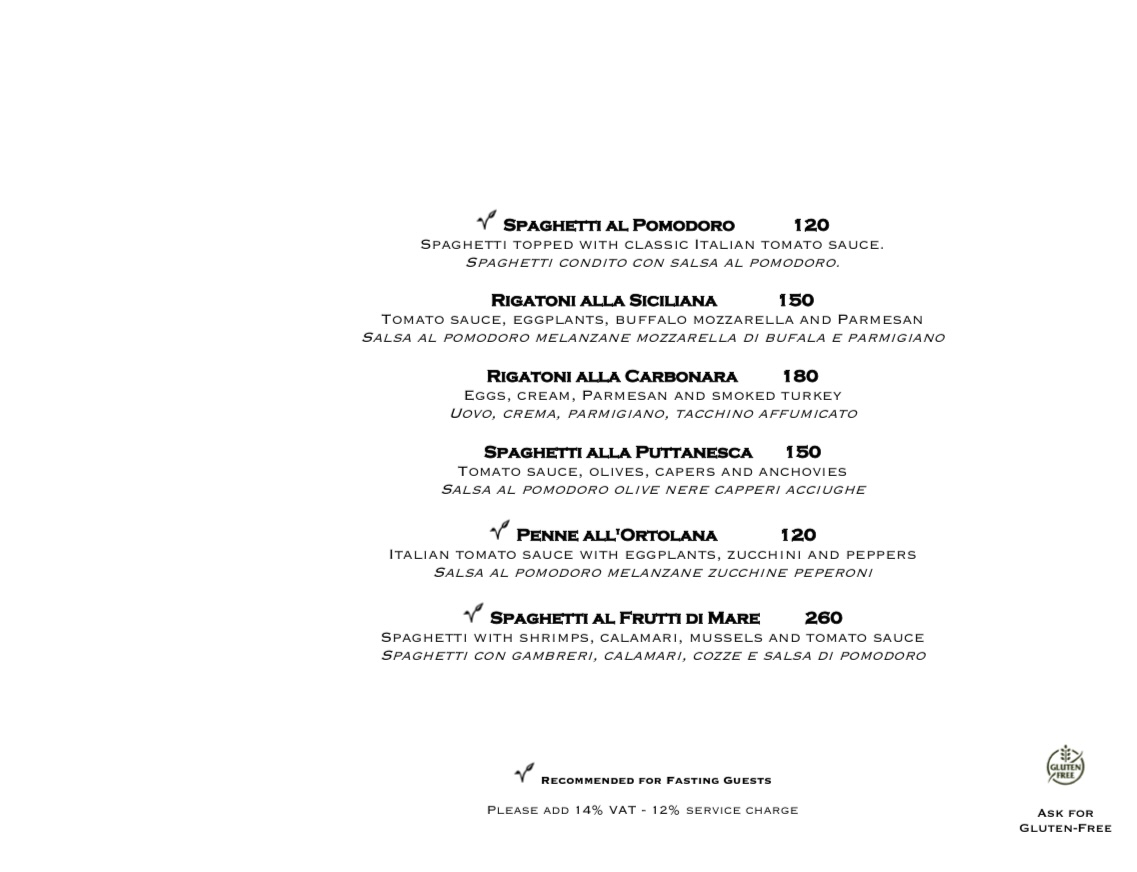 Spaghetti al Pomodoro 120
Spaghetti topped with classic Italian tomato sauce.
Spaghetti condito con salsa al pomodoro.
Rigatoni alla Siciliana 150
Tomato sauce, eggplants, buffalo mozzarella and Parmesan
Salsa al pomodoro melanzane mozzarella di bufala e parmigiano
Rigatoni alla Carbonara 180
Eggs, cream, Parmesan and smoked turkey
Uovo, crema, parmigiano, tacchino affumicato
Spaghetti alla Puttanesca 150
Tomato sauce, olives, capers and anchovies
Salsa al pomodoro olive nere capperi acciughe
Penne all'Ortolana 120
Italian tomato sauce with eggplants, zucchini and peppers
Salsa al pomodoro melanzane zucchine peperoni
Spaghetti al Frutti di Mare 260
Spaghetti with shrimps, calamari, mussels and tomato sauce
Spaghetti con gambreri, calamari, cozze e salsa di pomodoro
Recommended for Fasting Guests
Please add 14% VAT - 12% service charge
GLUTEN
FREE
Ask for
Gluten-Free